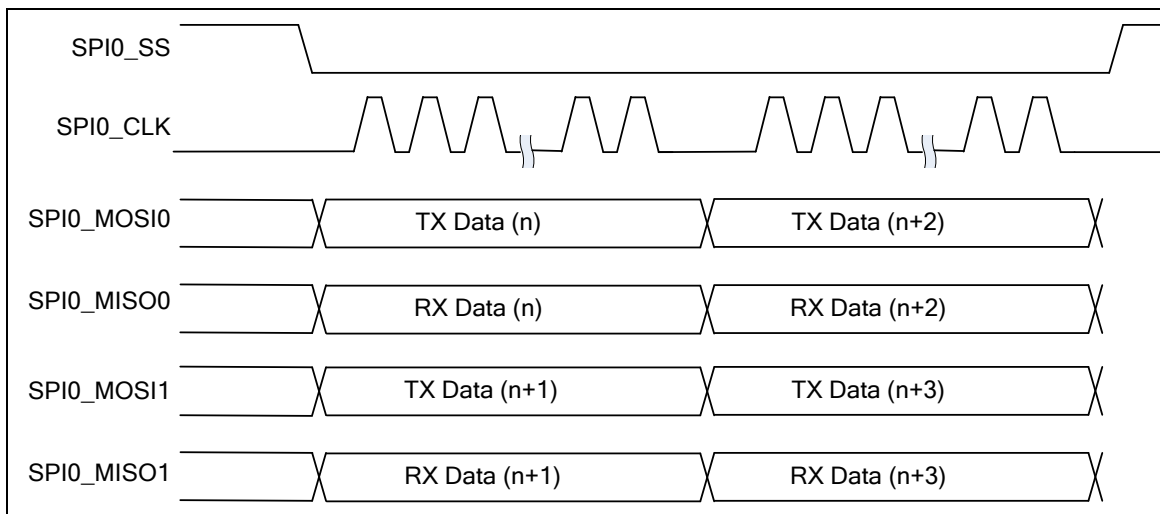 SPI0_SS
SPI0_CLK
SPI0_MOSI0 TX Data (n) TX Data (n+2)
SPI0_MISO0 RX Data (n) RX Data (n+2)
SPI0_MOSI1 TX Data (n+1) TX Data (n+3)
SPI0_MISO1 RX Data (n+1) RX Data (n+3)